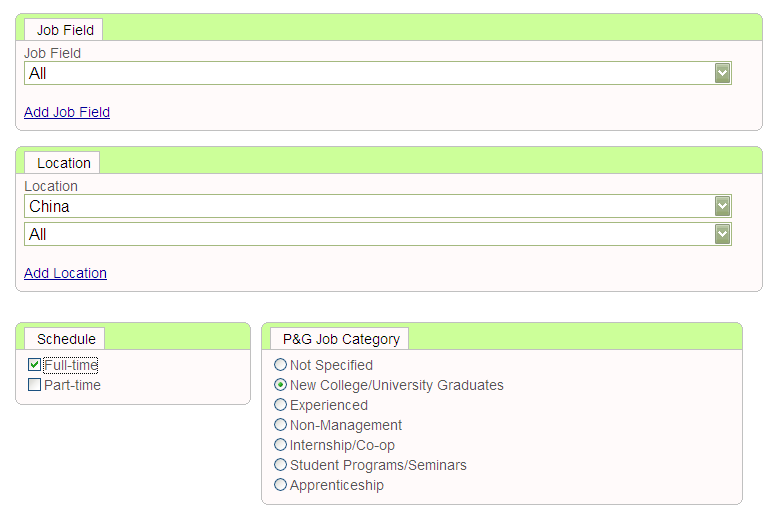 Job Field
Job Field
All
Add Job Field
Location
Location
China
All
Add Location
Schedule
Full-time
Part-time
P&G Job Category
Not Specified
New College/University Graduates
Experienced
Non-Management
Internship/Co-op
Student Programs/Seminars
Apprenticeship